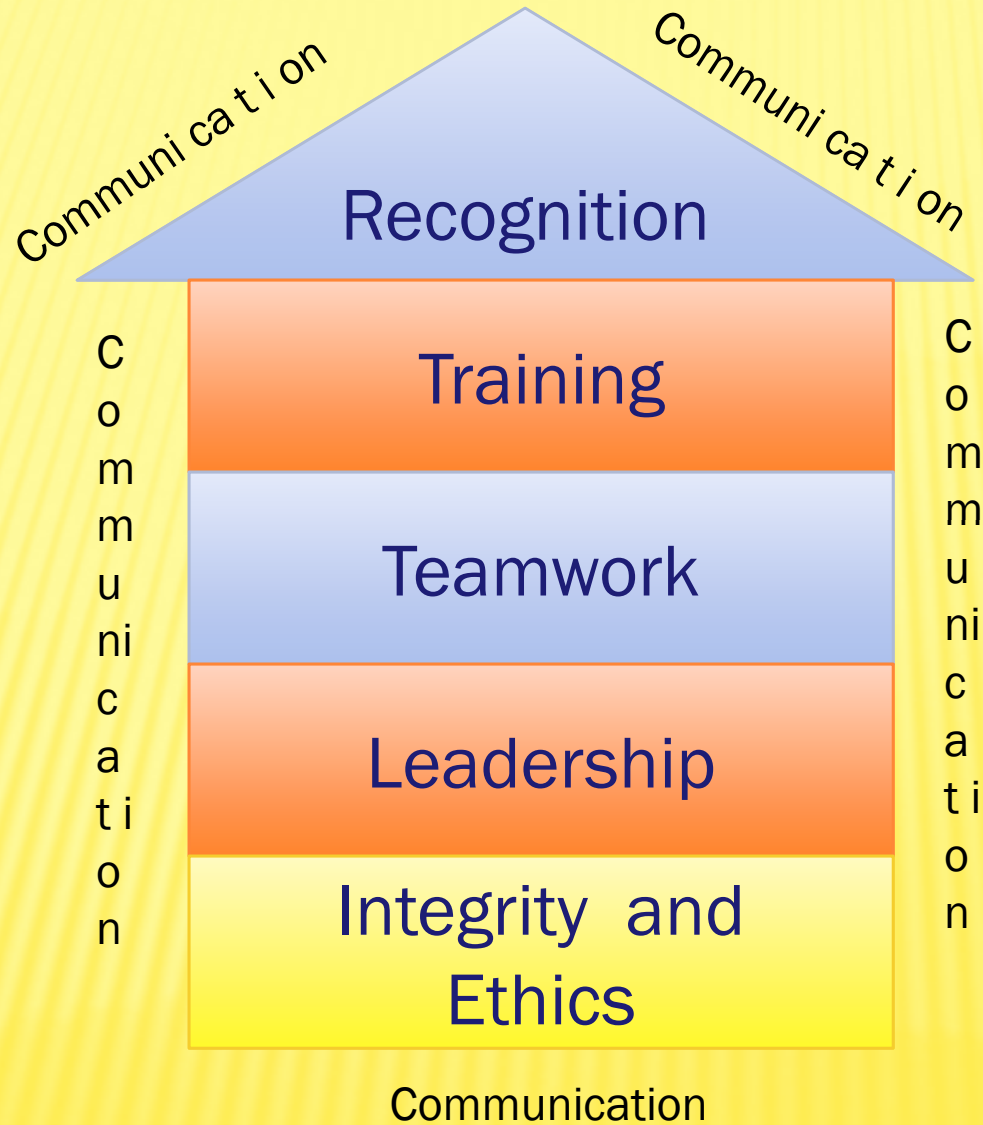 Communication
Communication
Recognition
Communication
Communication
Training
Teamwork
Leadership
Integrity and
Ethics
Communication